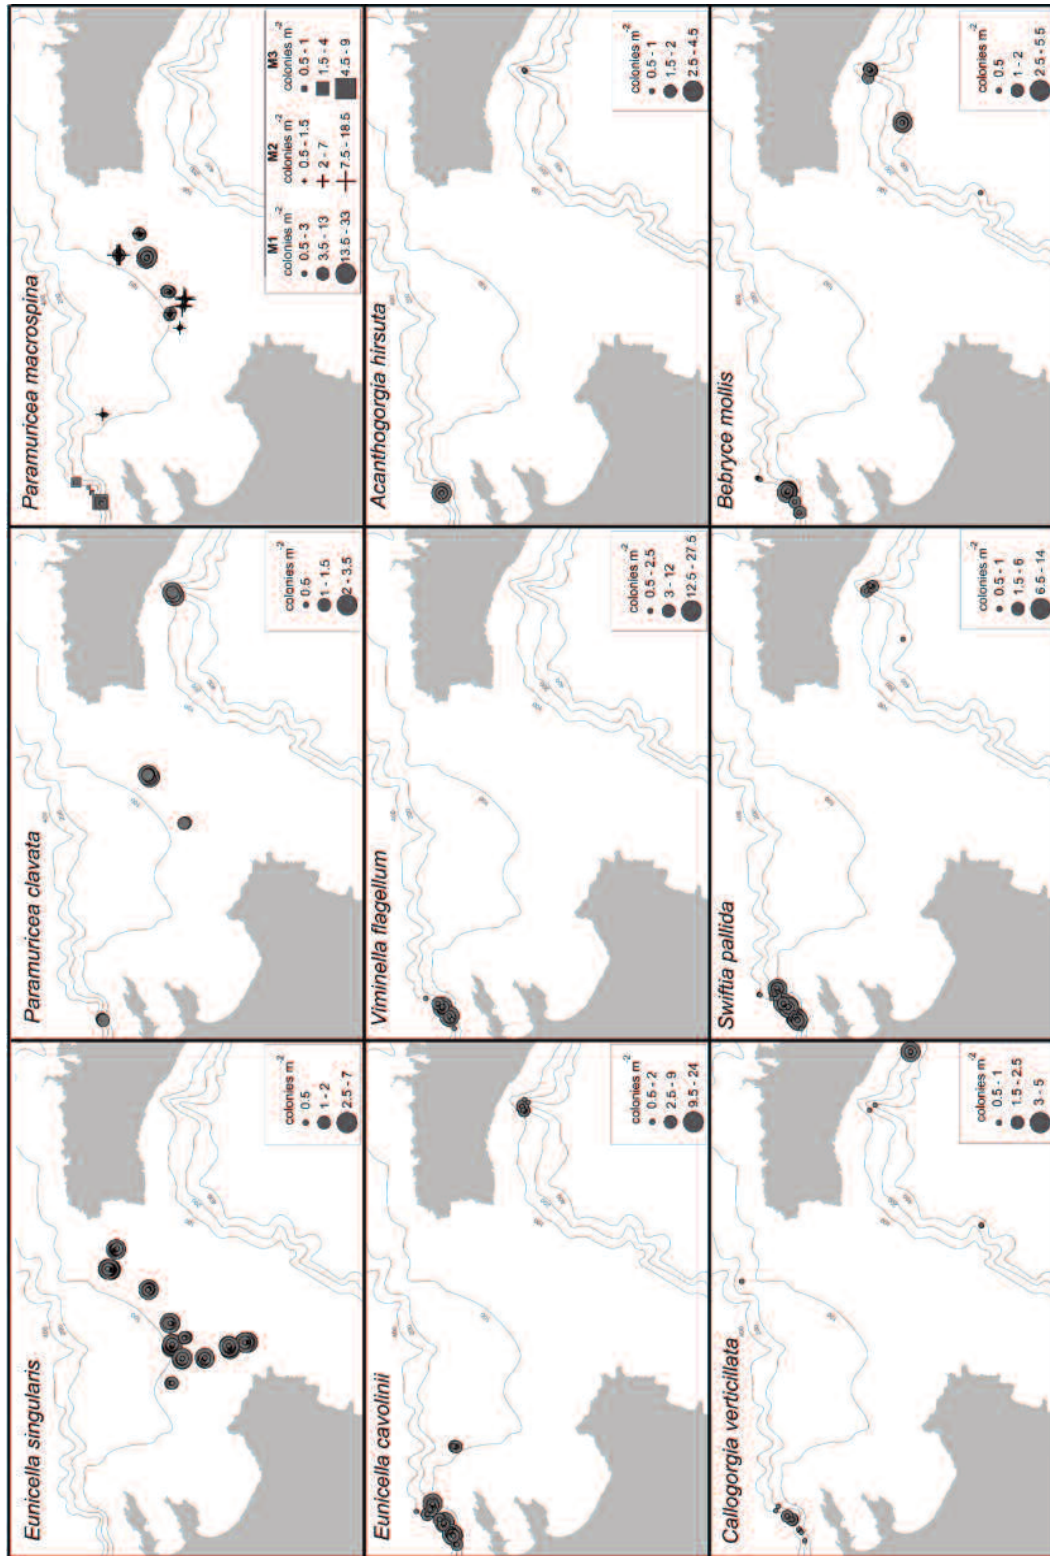 Eunicella singularis
colonies m⁻²
0.5
1 - 2
2.5 - 7
Paramuricea clavata
colonies m⁻²
0.5
1 - 1.5
2 - 3.5
Paramuricea macrospina
M1
colonies m⁻²
0.5 - 3
3.5 - 13
13.5 - 33
M2
colonies m⁻²
0.5 - 1.5
2 - 7
7.5 - 18.5
M3
colonies m⁻²
0.5 - 1
1.5 - 4
4.5 - 9
Eunicella cavolinii
colonies m⁻²
0.5 - 2
2.5 - 9
9.5 - 24
Viminella flagellum
colonies m⁻²
0.5 - 2.5
3 - 12
12.5 - 27.5
Acanthogorgia hirsuta
colonies m⁻²
0.5 - 1
1.5 - 2
2.5 - 4.5
Callogorgia verticillata
colonies m⁻²
0.5 - 1
1.5 - 2.5
3 - 5
Swiftia pallida
colonies m⁻²
0.5 - 1
1.5 - 6
6.5 - 14
Bebryce mollis
colonies m⁻²
0.5
1 - 2
2.5 - 5.5